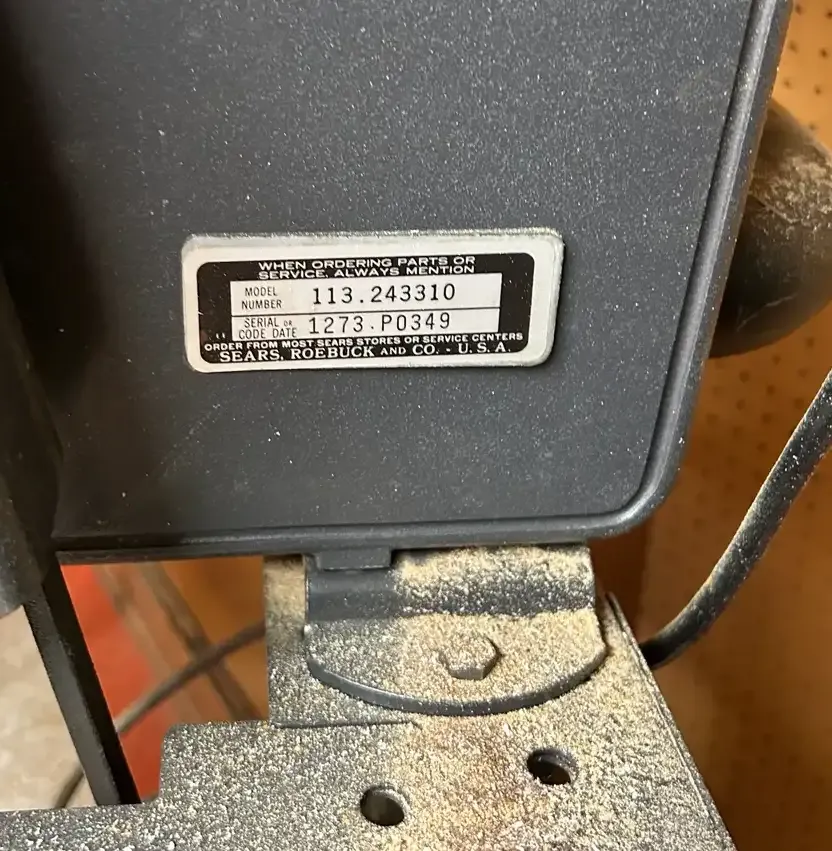 WHEN ORDERING PARTS OR
SERVICE, ALWAYS MENTION
MODEL NUMBER 113.243310
SERIAL OR CODE DATE 1273.P0349
ORDER FROM MOST SEARS STORES OR SERVICE CENTERS
SEARS, ROEBUCK AND CO. - U.S.A.